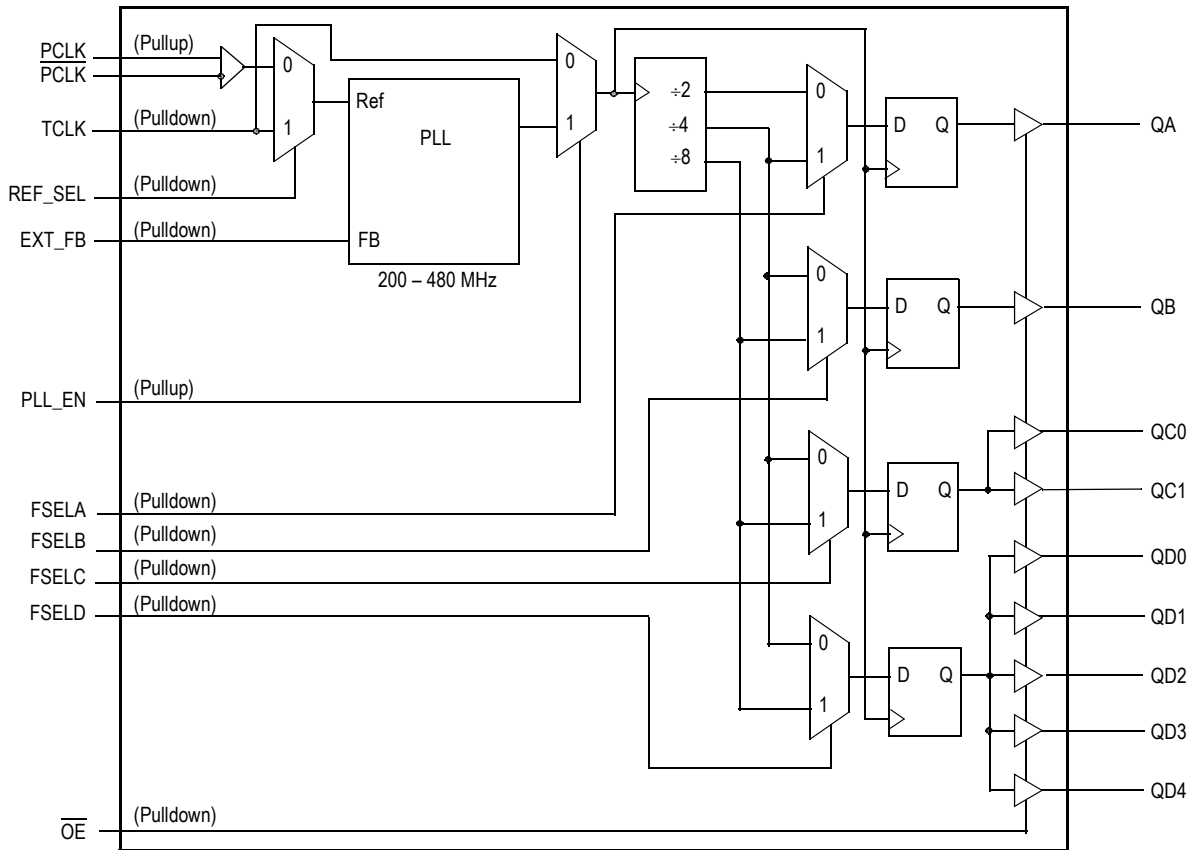 PCLK (Pullup)
PCLK
TCLK (Pulldown)
REF_SEL (Pulldown)
EXT_FB (Pulldown)
0
1
Ref
PLL
FB
200 – 480 MHz
0
1
÷2
÷4
÷8
0
1
D Q
QA
0
1
D Q
QB
PLL_EN (Pullup)
0
1
D Q
QC0
QC1
FSELA (Pulldown)
FSELB (Pulldown)
FSELC (Pulldown)
FSELD (Pulldown)
0
1
D Q
QD0
QD1
QD2
QD3
QD4
OE (Pulldown)